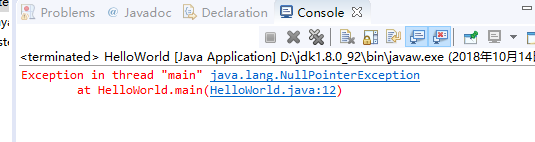 Problems @ Javadoc Declaration Console
<terminated> HelloWorld [Java Application] D:\jdk1.8.0_92\bin\javaw.exe (2018年10月14
Exception in thread "main" java.lang.NullPointerException
at HelloWorld.main(HelloWorld.java:12)